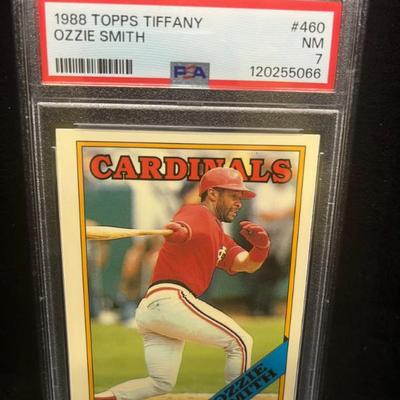 1988 TOPPS TIFFANY #460
OZZIE SMITH NM
PSA 7
120255066
CARDINALS
OZZIE
SMITH